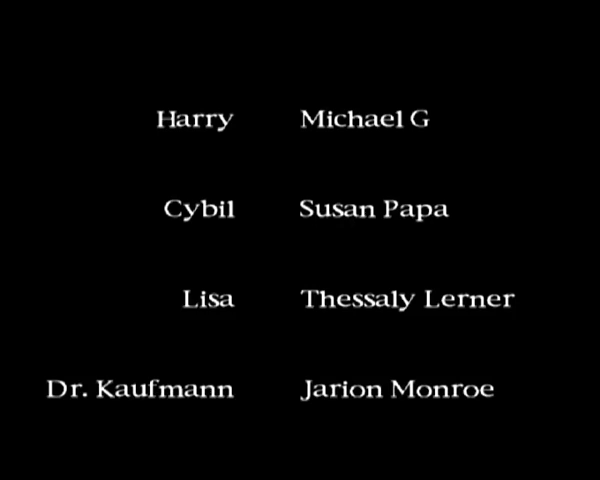 Harry Michael G
Cybil Susan Papa
Lisa Thessaly Lerner
Dr. Kaufmann Jarion Monroe